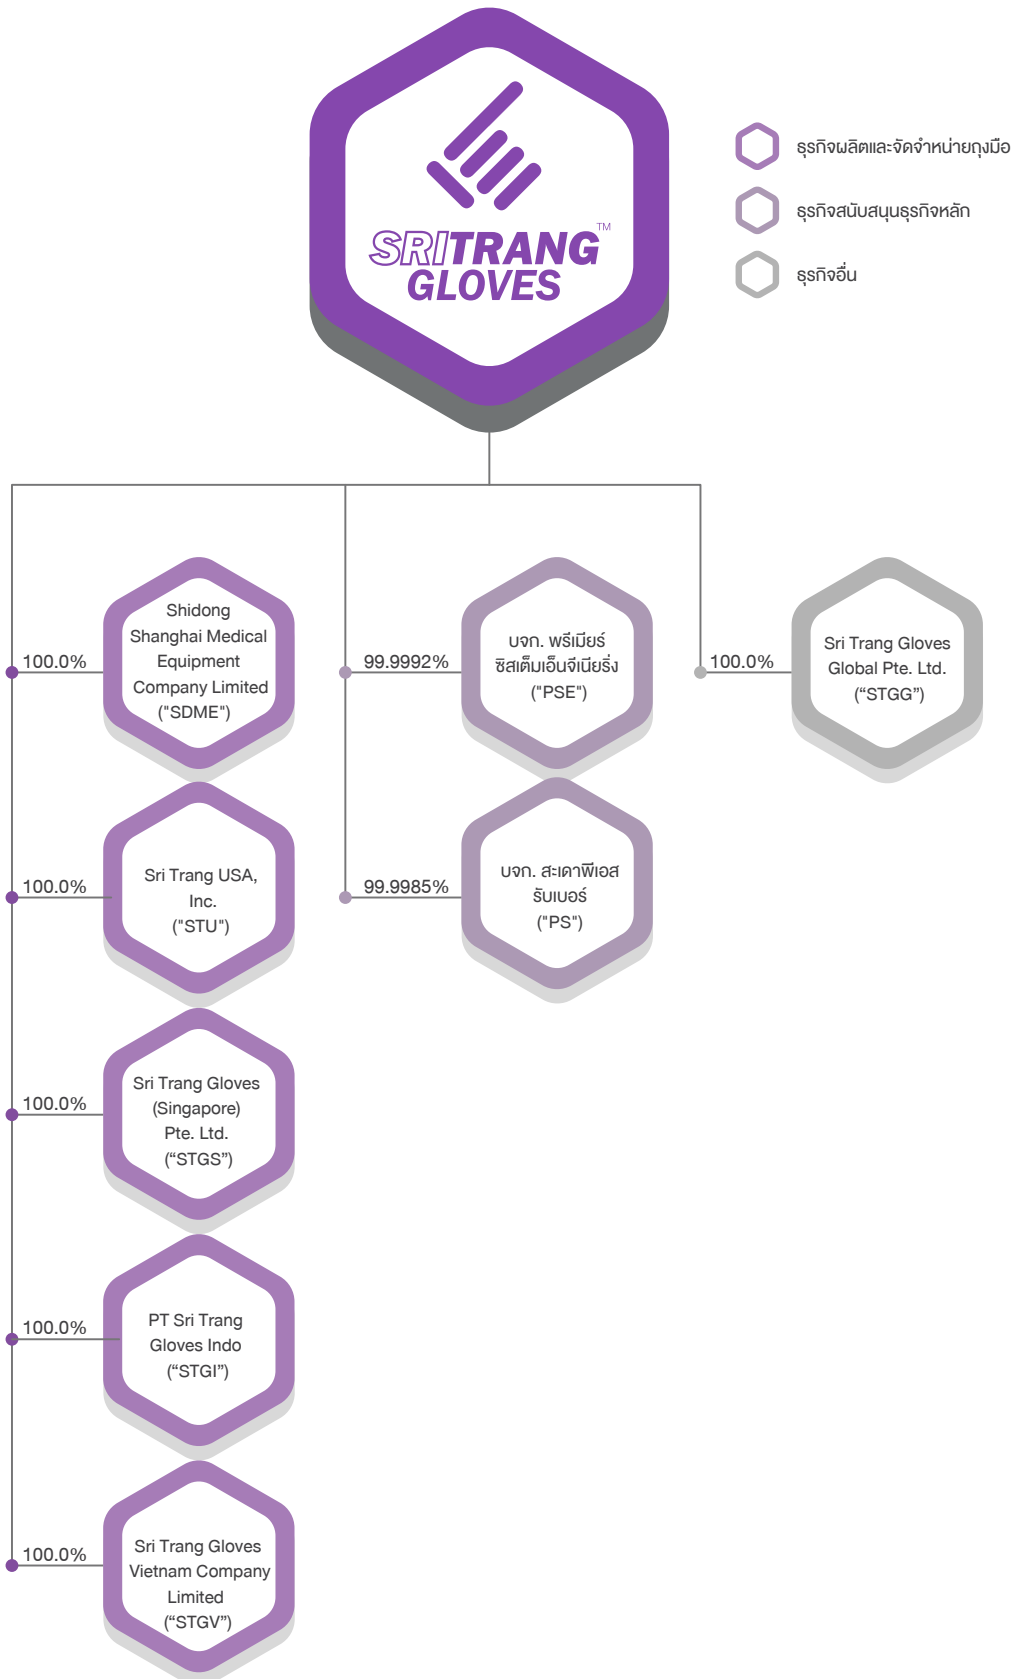 SRITRANG™
GLOVES
ธุรกิจผลิตและจัดจำหน่ายถุงมือ
ธุรกิจสนับสนุนธุรกิจหลัก
ธุรกิจอื่น
100.0%
Shidong
Shanghai Medical
Equipment
Company Limited
("SDME")
100.0%
Sri Trang USA,
Inc.
("STU")
100.0%
Sri Trang Gloves
(Singapore)
Pte. Ltd.
(“STGS”)
100.0%
PT Sri Trang
Gloves Indo
(“STGI”)
100.0%
Sri Trang Gloves
Vietnam Company
Limited
(“STGV”)
99.9992%
บจก. พรีเมียร์
ซิสเต็มเอ็นจีเนียริ่ง
("PSE")
99.9985%
บจก. สะเดาพีเอส
รับเบอร์
("PS")
100.0%
Sri Trang Gloves
Global Pte. Ltd.
(“STGG”)